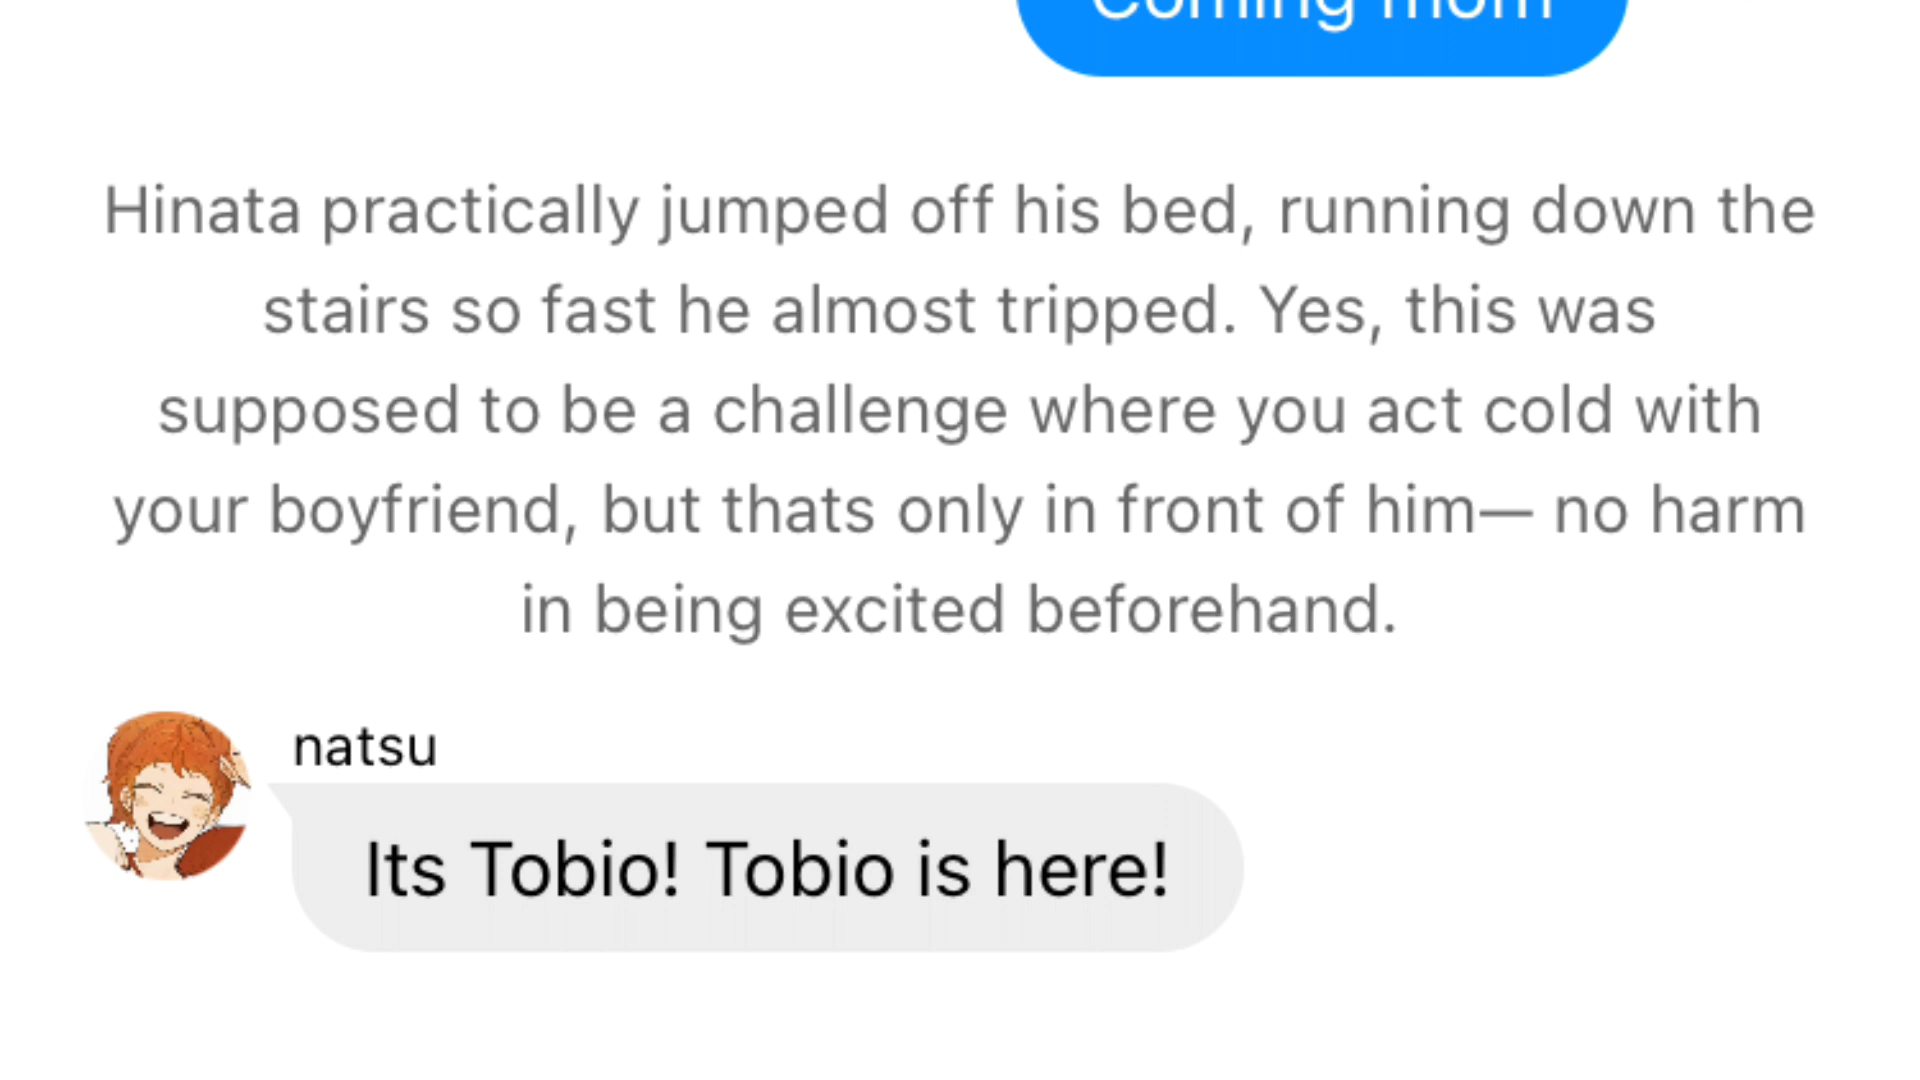 Coming mom
Hinata practically jumped off his bed, running down the
stairs so fast he almost tripped. Yes, this was
supposed to be a challenge where you act cold with
your boyfriend, but thats only in front of him— no harm
in being excited beforehand.
natsu
Its Tobio! Tobio is here!